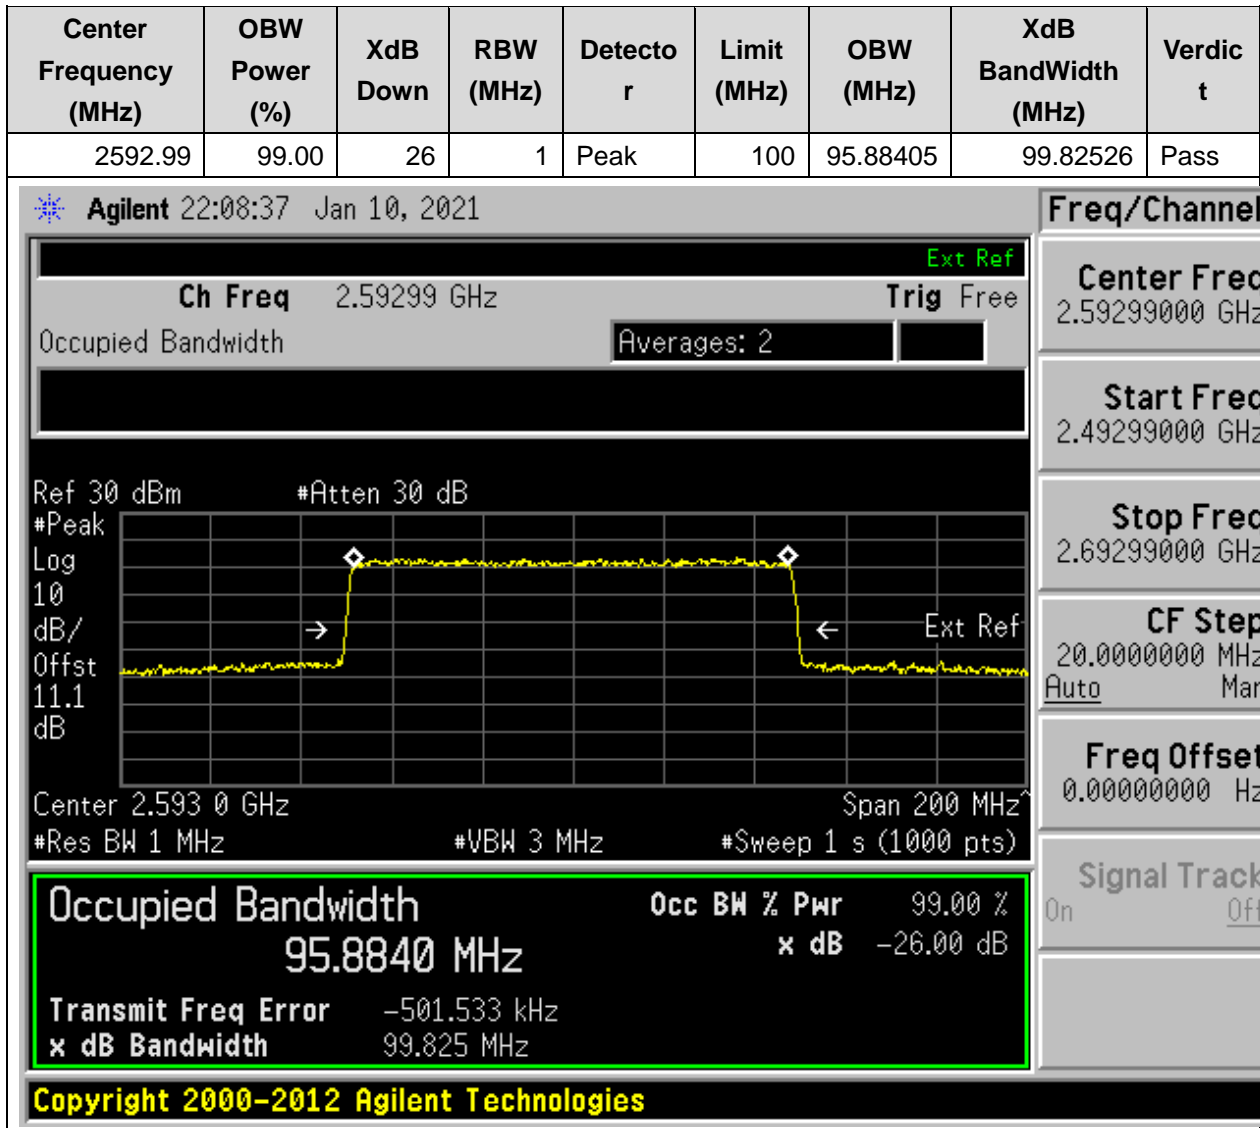 Center Frequency (MHz) OBW Power (%) XdB Down RBW (MHz) Detecto r Limit (MHz) OBW (MHz) XdB BandWidth (MHz) Verdic t
2592.99 99.00 26 1 Peak 100 95.88405 99.82526 Pass
Agilent 22:08:37 Jan 10, 2021
Freq/Channel
Ext Ref
Ch Freq 2.59299 GHz Trig Free
Occupied Bandwidth Averages: 2
Center Freq
2.59299000 GHz
Start Freq
2.49299000 GHz
Stop Freq
2.69299000 GHz
CF Step
20.0000000 MHz
Auto Man
Freq Offset
0.00000000 Hz
Signal Track
On Off
Ref 30 dBm #Atten 30 dB
#Peak
Log
10
dB/
Offst
11.1
dB
Ext Ref
Center 2.593 0 GHz Span 200 MHz^
#Res BW 1 MHz #VBW 3 MHz #Sweep 1 s (1000 pts)
Occupied Bandwidth
95.8840 MHz
Occ BW % Pwr 99.00 %
x dB -26.00 dB
Transmit Freq Error -501.533 kHz
x dB Bandwidth 99.825 MHz
Copyright 2000-2012 Agilent Technologies